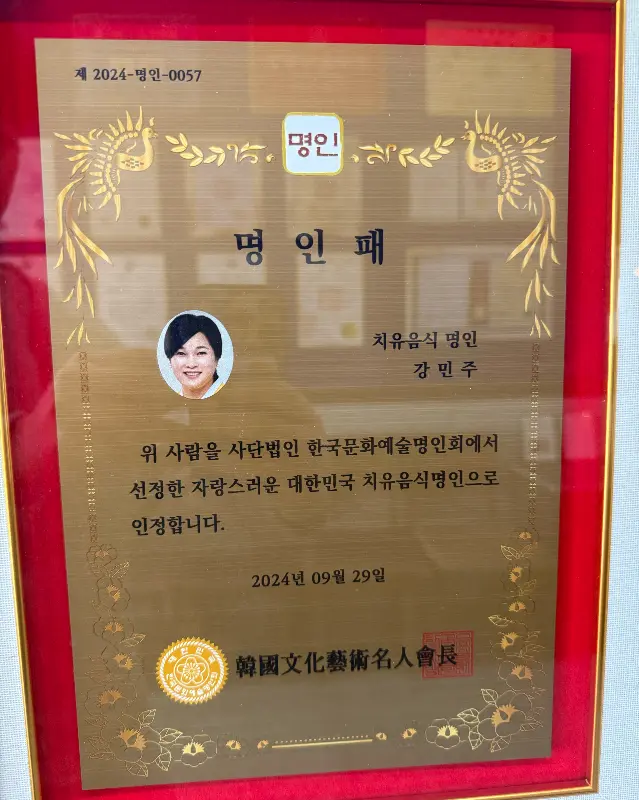 제 2024-명인-0057
명인
명 인 패
치유음식 명인
강 민 주
위 사람을 사단법인 한국문화예술명인회에서
선정한 자랑스러운 대한민국 치유음식명인으로
인정합니다.
2024년 09월 29일
韓國文化藝術名人會長